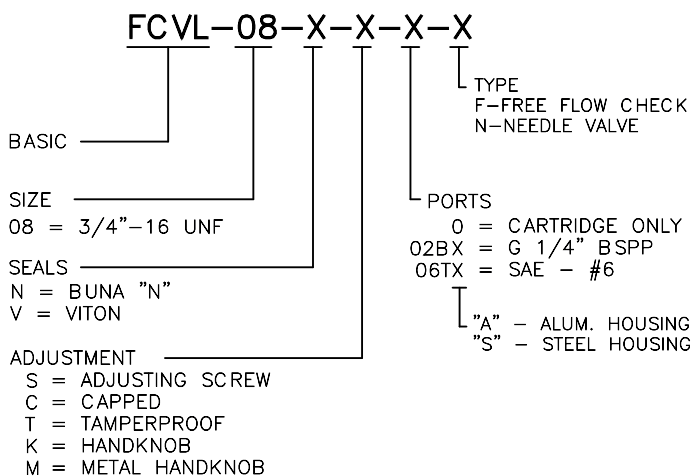 FCVL-08-X-X-X-X
TYPE
F-FREE FLOW CHECK
N-NEEDLE VALVE
BASIC
SIZE
08 = 3/4"-16 UNF
SEALS
N = BUNA "N"
V = VITON
ADJUSTMENT
S = ADJUSTING SCREW
C = CAPPED
T = TAMPERPROOF
K = HANDKNOB
M = METAL HANDKNOB
PORTS
0 = CARTRIDGE ONLY
02BX = G 1/4" BSPP
06TX = SAE - #6
"A" - ALUM. HOUSING
"S" - STEEL HOUSING